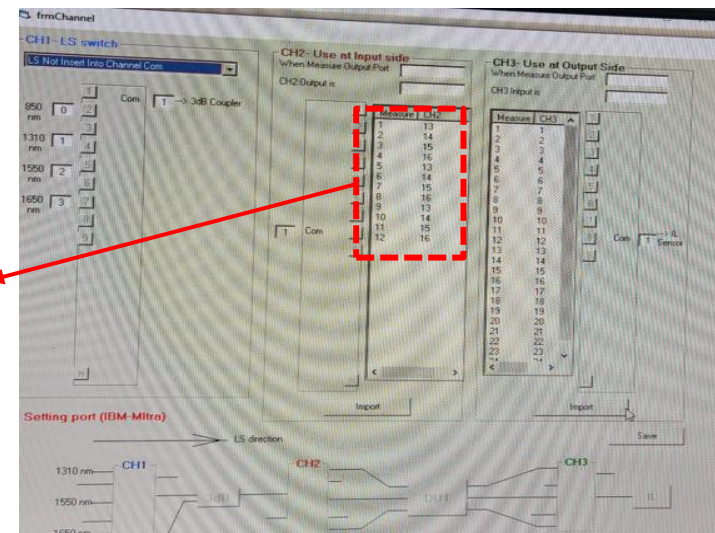 frmChannel
CH1- LS switch
LS Not Insert Into Channel Com
850 nm 0
1310 nm 1
1550 nm 2
1650 nm 3
1
2
3
4
5
6
7
8
9
n
Com 1 -> 3dB Coupler
CH2- Use at Input side
When Measure Output Port
CH2 Output is
1 Com
Measure CH2
1 13
2 14
3 15
4 16
5 13
6 14
7 15
8 16
9 13
10 14
11 15
12 16
Import
CH3- Use at Output Side
When Measure Output Port
CH3 Intput is
Measure CH3
1 1
2 2
3 3
4 4
5 5
6 6
7 7
8 8
9 9
10 10
11 11
12 12
13 13
14 14
15 15
16 16
17 17
18 18
19 19
20 20
21 21
22 22
23 23
24 24
Com 1 -> IL Sensor
Import
Save
Setting port (IBM-Mitra)
LS direction
1310 nm
1550 nm
1650 nm
CH1
3dB
CH2
DUT
CH3
IL